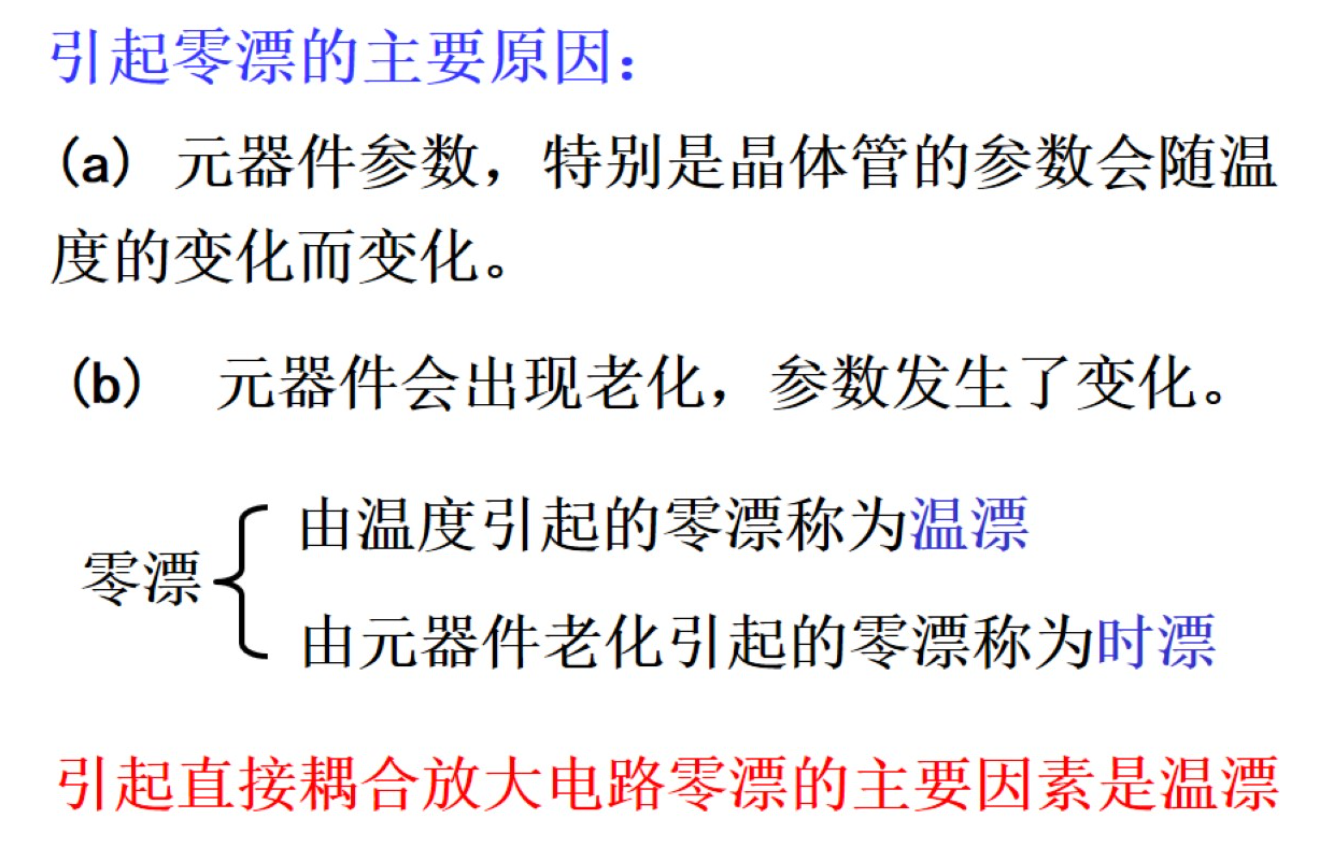 引起零漂的主要原因：
(a) 元器件参数，特别是晶体管的参数会随温
度的变化而变化。
(b) 元器件会出现老化，参数发生了变化。
由温度引起的零漂称为温漂
零漂
由元器件老化引起的零漂称为时漂
引起直接耦合放大电路零漂的主要因素是温漂